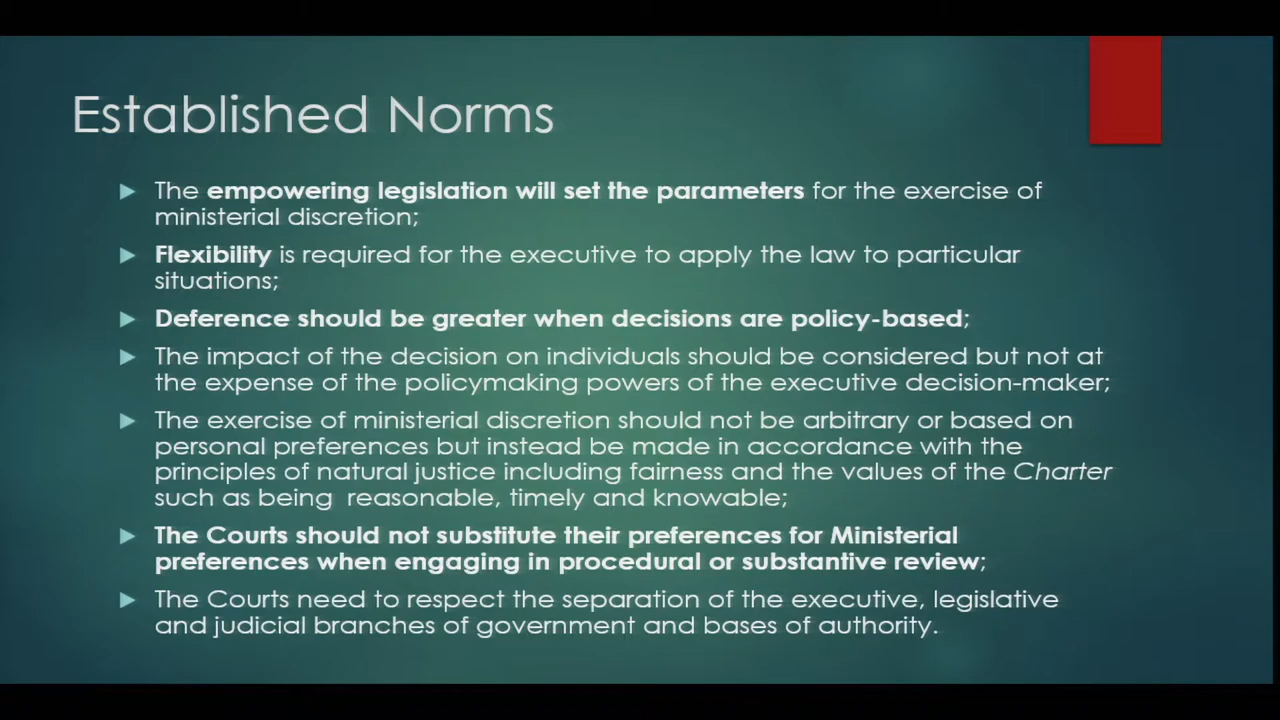 Established Norms
The empowering legislation will set the parameters for the exercise of
ministerial discretion;
Flexibility is required for the executive to apply the law to particular
situations;
Deference should be greater when decisions are policy-based;
The impact of the decision on individuals should be considered but not at
the expense of the policymaking powers of the executive decision-maker;
The exercise of ministerial discretion should not be arbitrary or based on
personal preferences but instead be made in accordance with the
principles of natural justice including fairness and the values of the Charter
such as being  reasonable, timely and knowable;
The Courts should not substitute their preferences for Ministerial
preferences when engaging in procedural or substantive review;
The Courts need to respect the separation of the executive, legislative
and judicial branches of government and bases of authority.